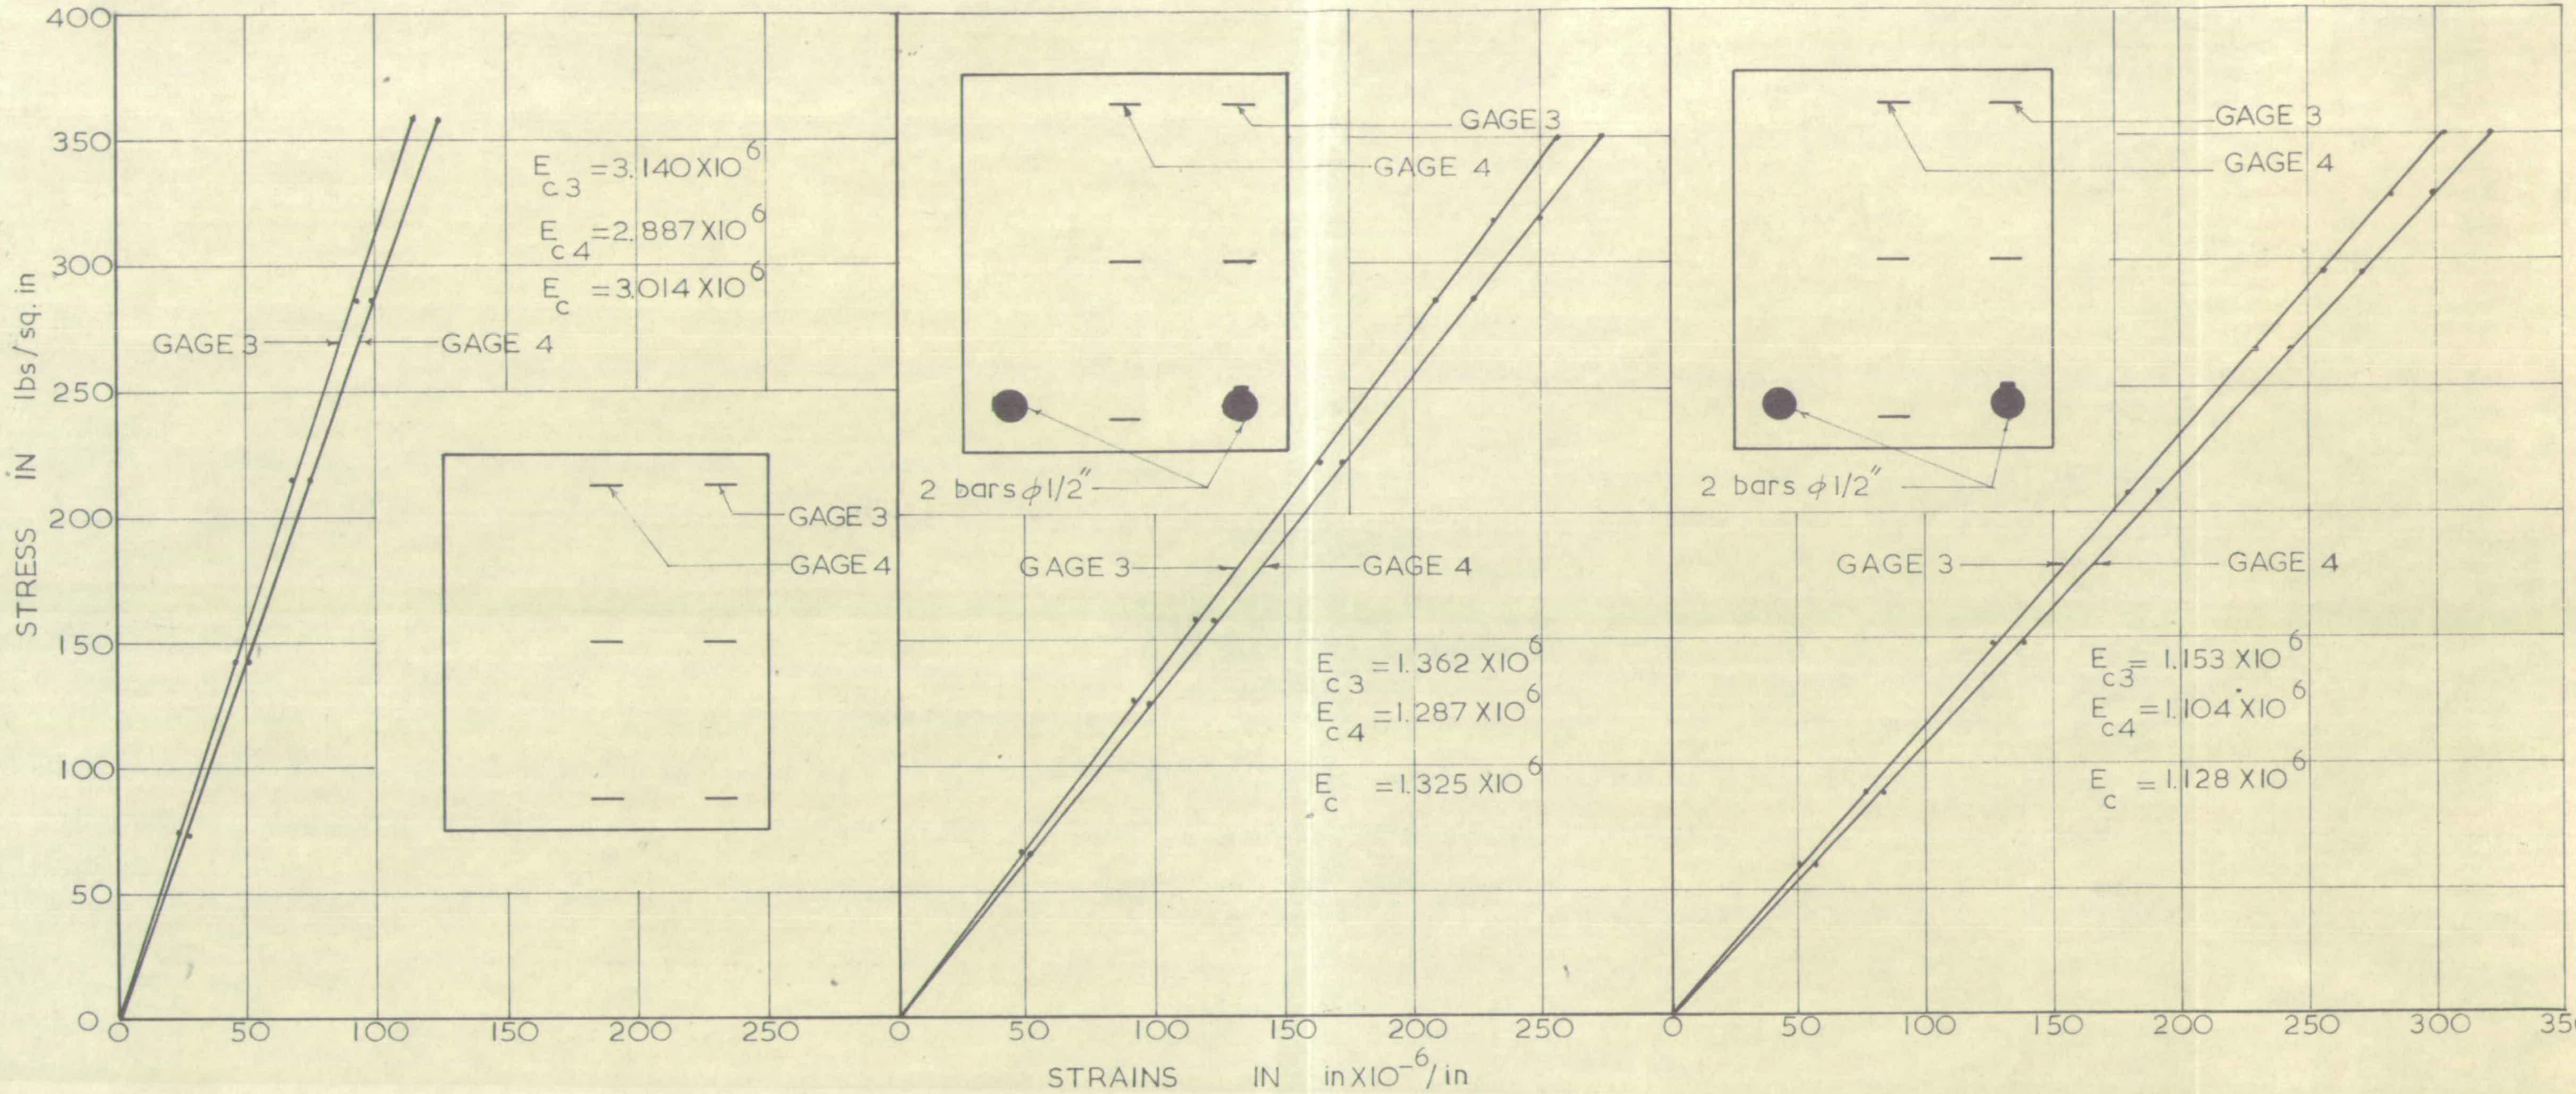 400
350
300
250
200
150
100
50
0
STRESS IN lbs/sq. in
E c3 = 3.140 X10^6
E c4 = 2.887 X10^6
E c = 3.014 X10^6
GAGE 3
GAGE 4
GAGE 3
GAGE 4
0 50 100 150 200 250
GAGE 3
GAGE 4
2 bars ϕ 1/2"
GAGE 3
GAGE 4
E c3 = 1.362 X10^6
E c4 = 1.287 X10^6
E c = 1.325 X10^6
0 50 100 150 200 250
GAGE 3
GAGE 4
2 bars ϕ 1/2"
GAGE 3
GAGE 4
E c3 = 1.153 X10^6
E c4 = 1.104 X10^6
E c = 1.128 X10^6
0 50 100 150 200 250 300
STRAINS IN in X10^-6/in